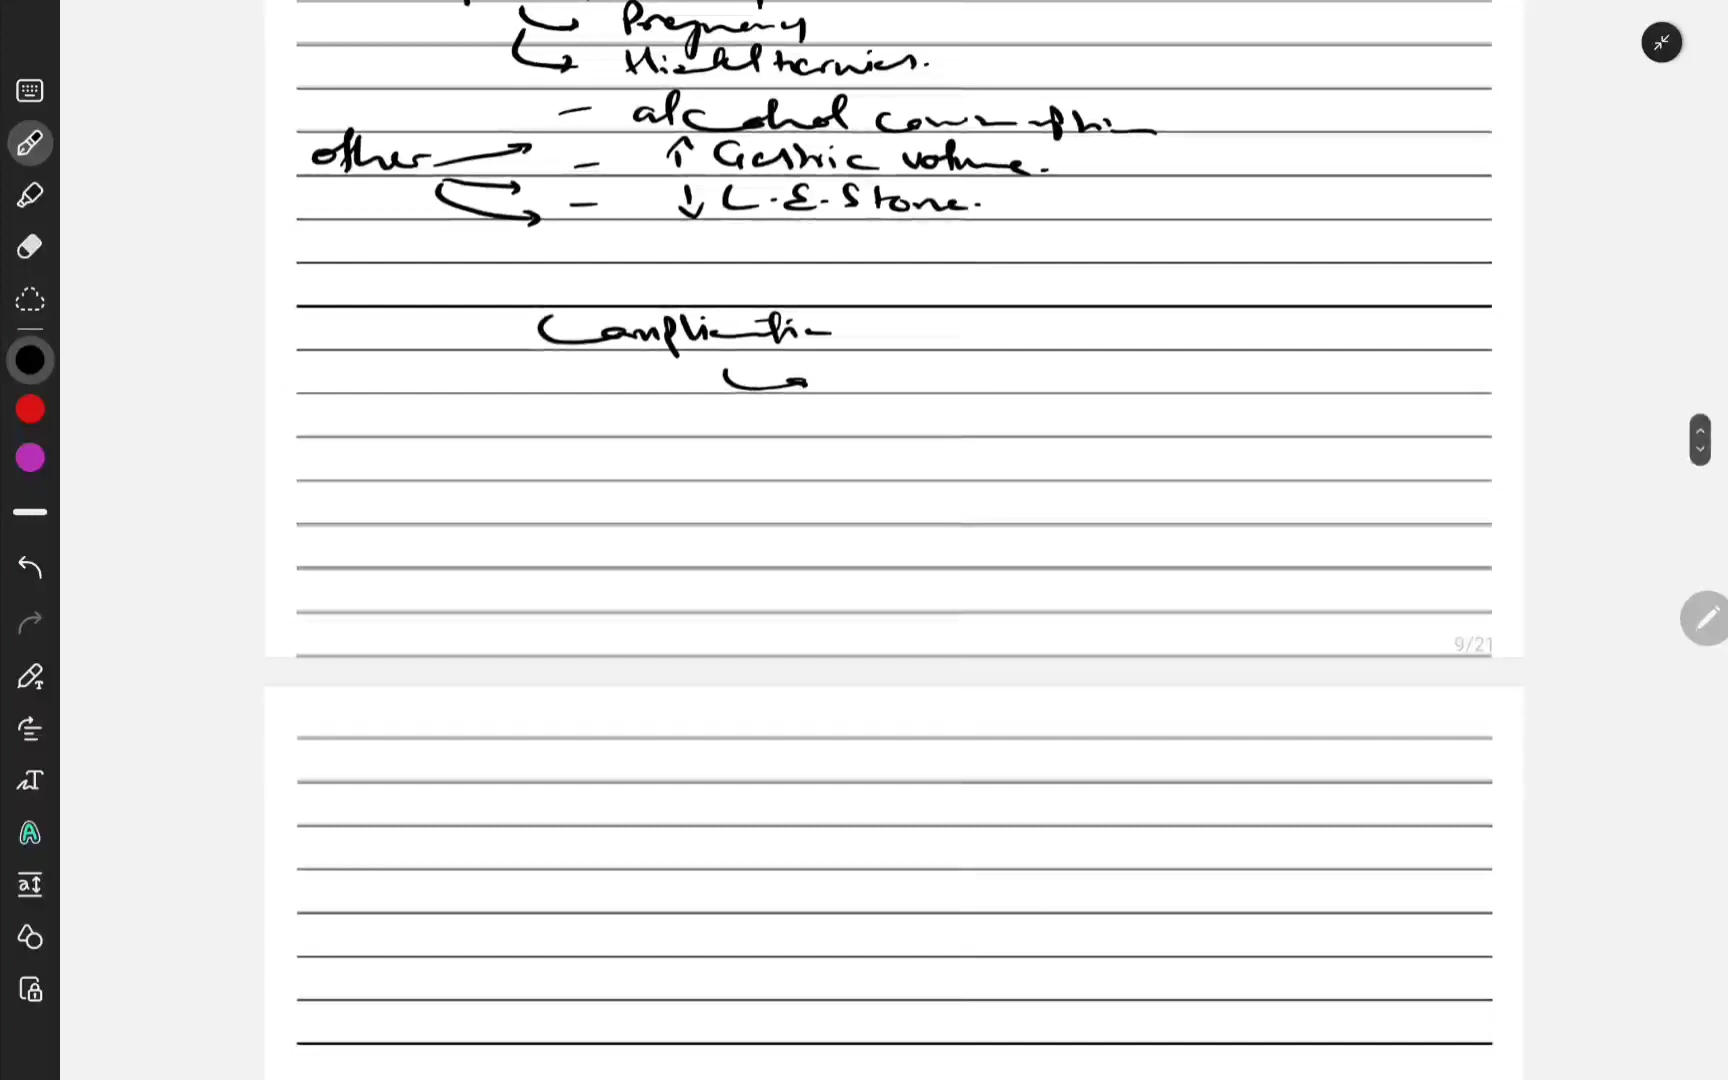 Pregnancy
Hiatal hernias.
- alcohol consumption
other - ↑ Gastric volume.
- ↓ L.E.S tone.
Complication
9/21